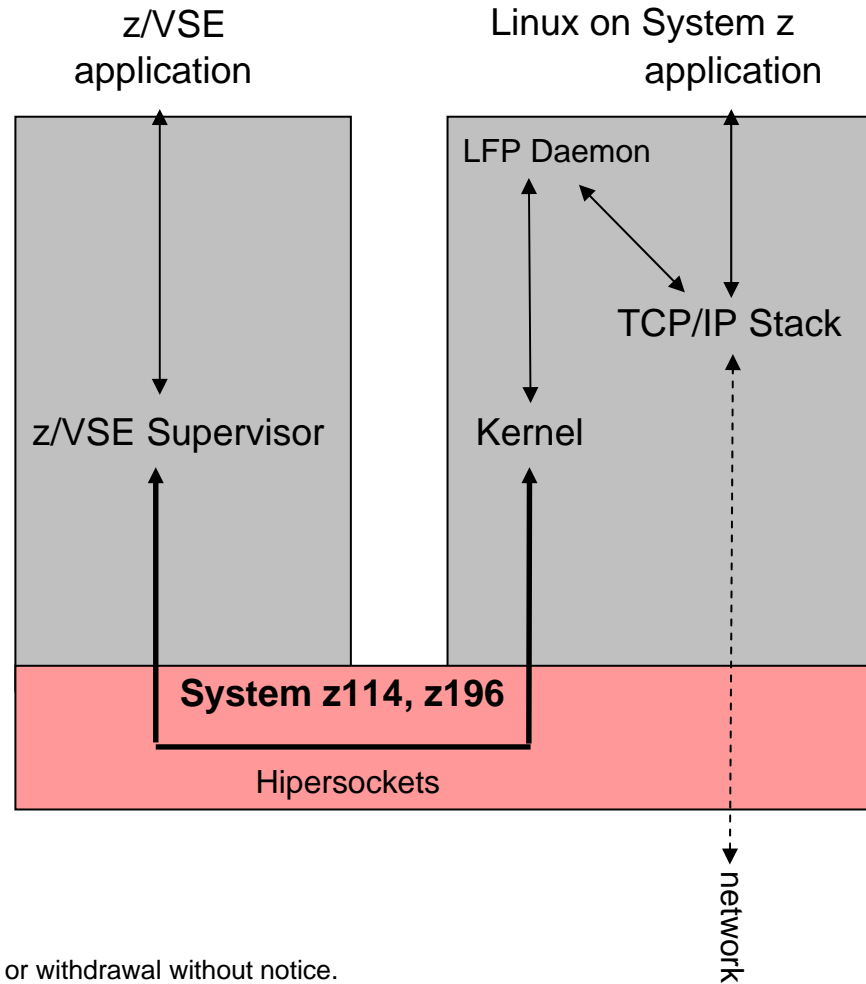 z/VSE
application
Linux on System z
application
LFP Daemon
TCP/IP Stack
z/VSE Supervisor
Kernel
System z114, z196
Hipersockets
network
or withdrawal without notice.